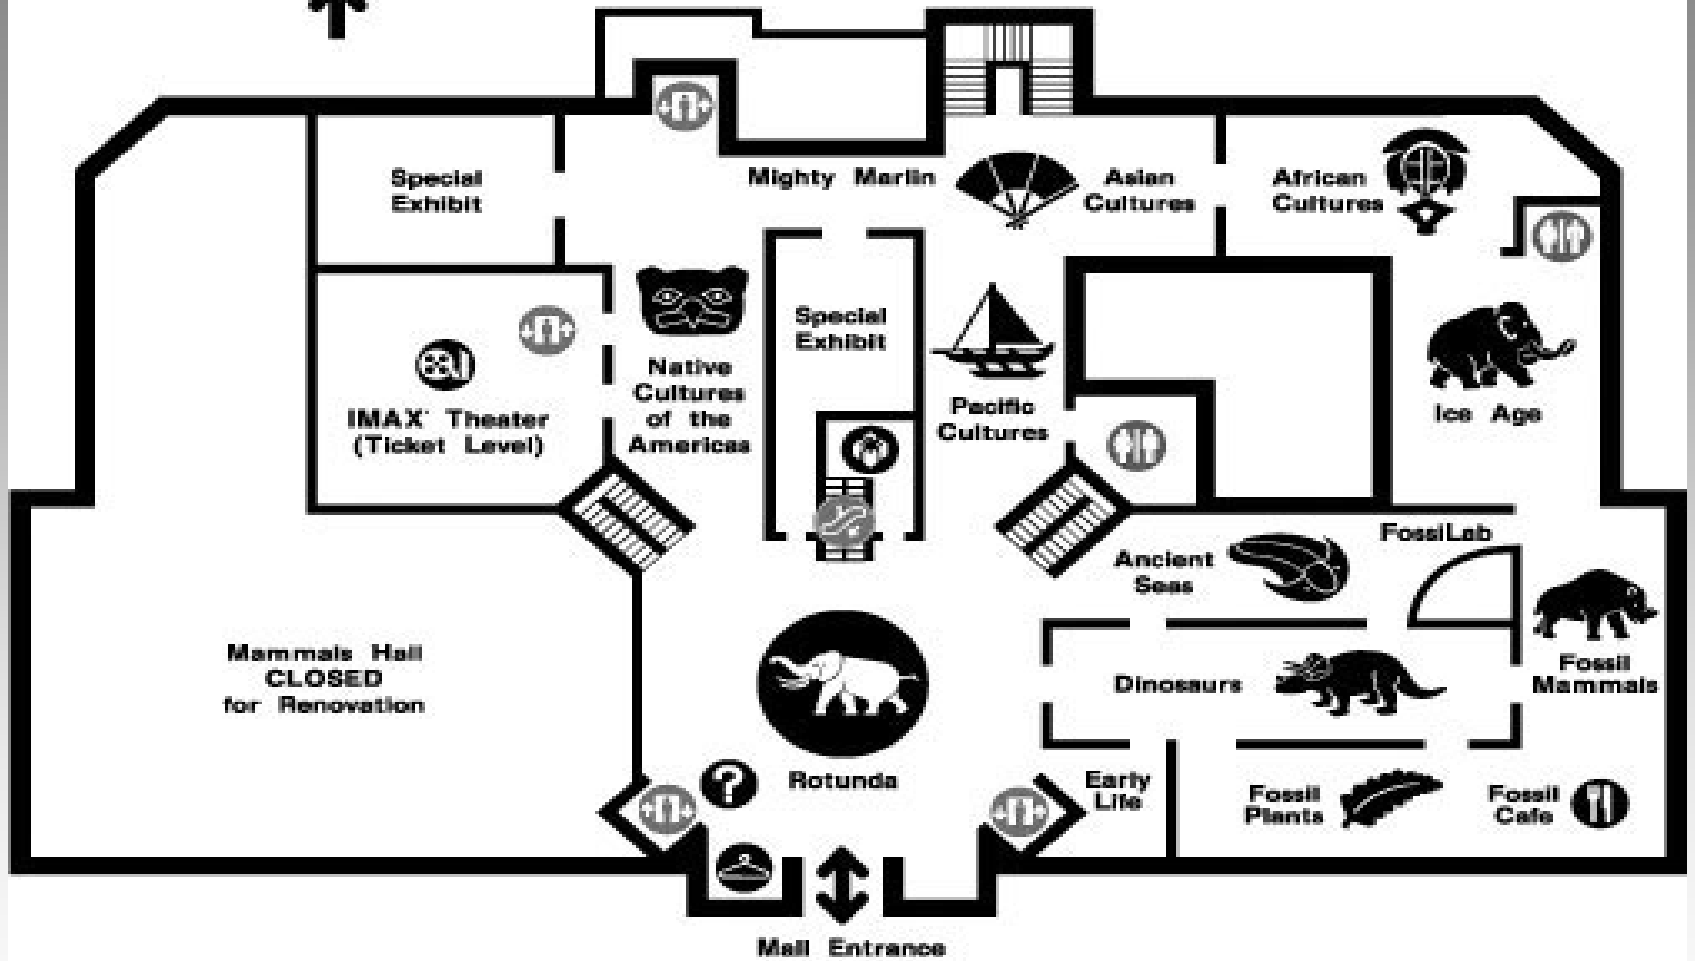 Special
Exhibit
Mighty Marlin
Asian
Cultures
African
Cultures
Special
Exhibit
IMAX Theater
(Ticket Level)
Native
Cultures
of the
Americas
Pacific
Cultures
Ice Age
FossiLab
Ancient
Seas
Mammals Hall
CLOSED
for Renovation
Dinosaurs
Fossil
Mammals
?
Rotunda
Early
Life
Fossil
Plants
Fossil
Cafe
Mall Entrance